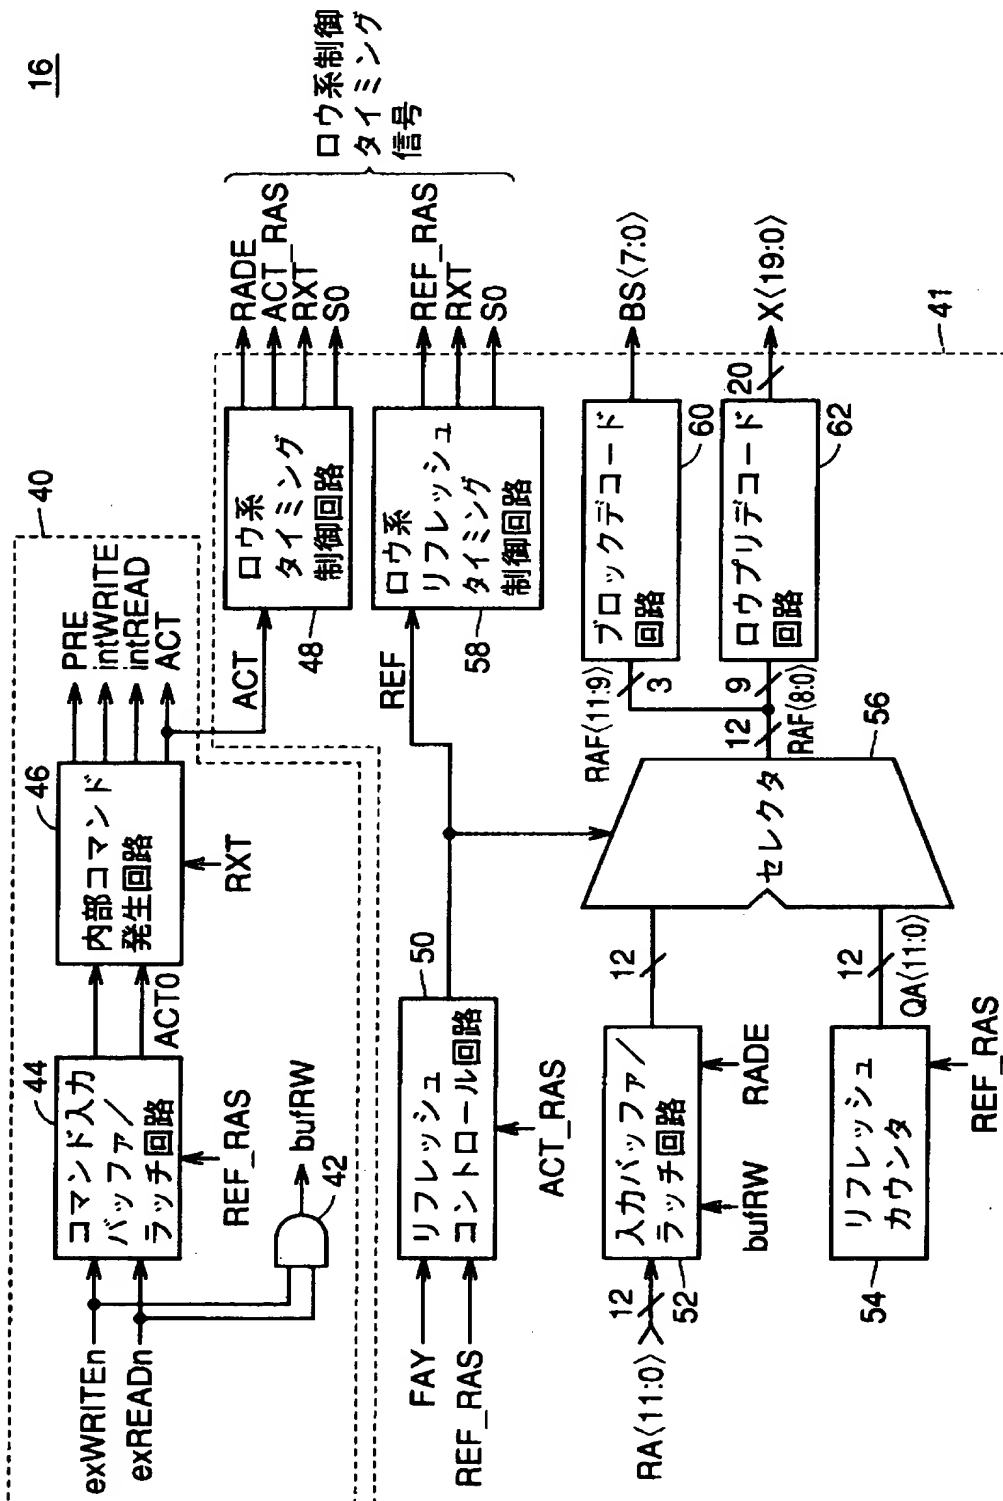 16
40
exWRITEn
exREADn
44
コマンド入力
バッファ/
ラッチ回路
REF_RAS
ACT0
46
内部コマンド
発生回路
RXT
PRE
intWRITE
intREAD
ACT
bufRW
42
ACT
48
ロウ系
タイミング
制御回路
RADE
ACT_RAS
RXT
S0
ロウ系制御
タイミング
信号
FAY
REF_RAS
50
リフレッシュ
コントロール回路
ACT_RAS
REF
58
ロウ系
リフレッシュ
タイミング
制御回路
REF_RAS
RXT
S0
RA⟨11:0⟩
12
52
入力バッファ/
ラッチ回路
bufRW
RADE
12
54
リフレッシュ
カウンタ
REF_RAS
12
QA⟨11:0⟩
セレクタ
56
12
RAF⟨11:9⟩
3
9
RAF⟨8:0⟩
ブロックデコード
回路
60
BS⟨7:0⟩
ロウプリデコード
回路
62
20
X⟨19:0⟩
41